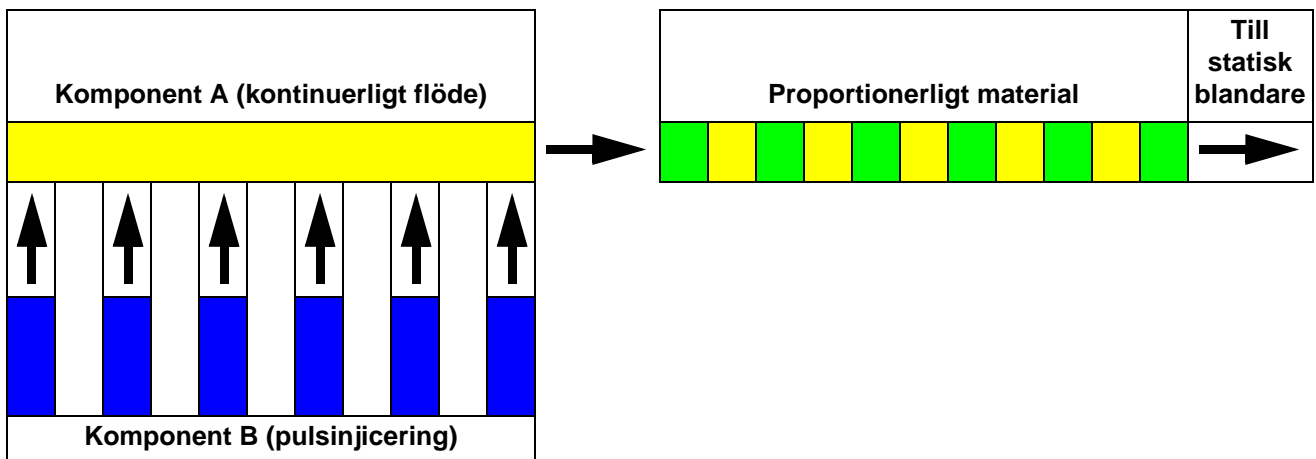 Komponent A (kontinuerligt flöde)
Komponent B (pulsinjicering)
Proportionerligt material
Till
statisk
blandare